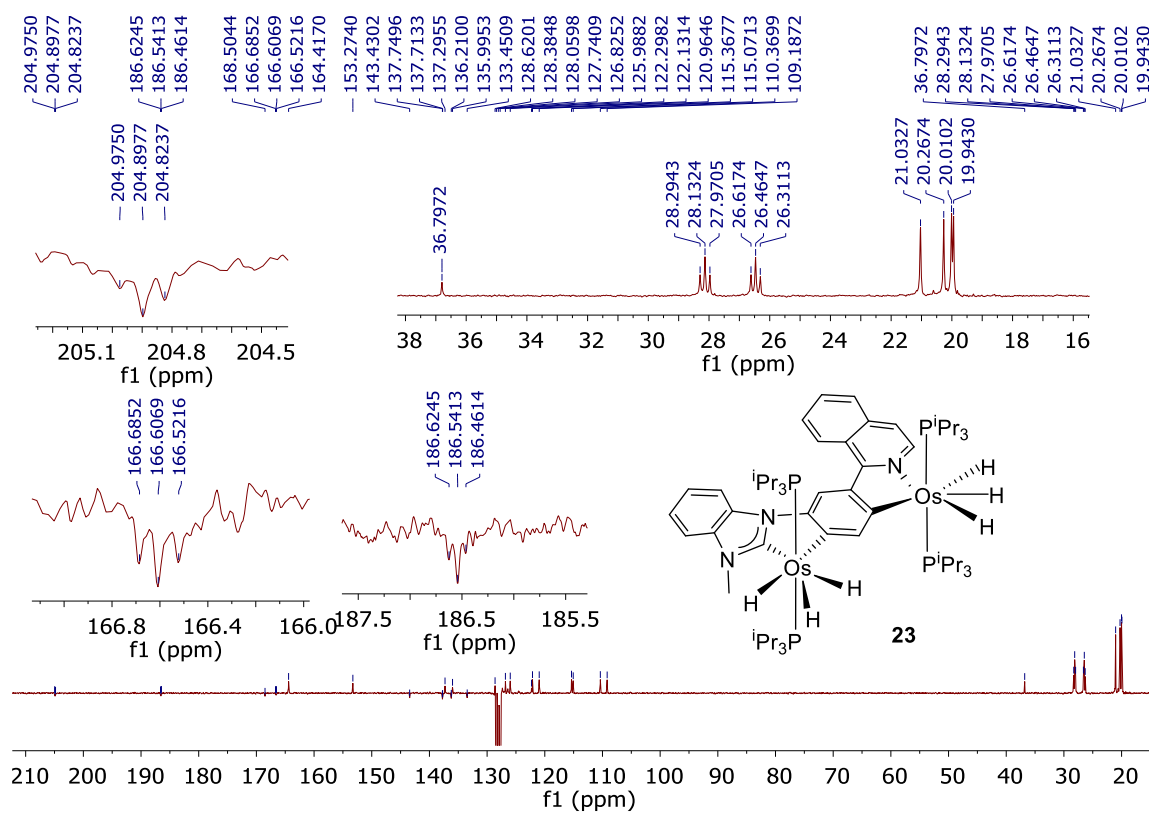 204.9750
204.8977
204.8237
186.6245
186.5413
186.4614
168.5044
166.6852
166.6069
166.5216
164.4170
153.2740
143.4302
137.7496
137.7133
137.2955
136.2100
135.9953
133.4509
128.6201
128.3848
128.0598
127.7409
126.8252
125.9882
122.2982
122.1314
120.9646
115.3677
115.0713
110.3699
109.1872
36.7972
28.2943
28.1324
27.9705
26.6174
26.4647
26.3113
21.0327
20.2674
20.0102
19.9430
204.9750
204.8977
204.8237
205.1 204.8 204.5
f1 (ppm)
36.7972
28.2943
28.1324
27.9705
26.6174
26.4647
26.3113
21.0327
20.2674
20.0102
19.9430
38 36 34 32 30 28 26 24 22 20 18 16
f1 (ppm)
166.6852
166.6069
166.5216
166.8 166.4 166.0
f1 (ppm)
186.6245
186.5413
186.4614
187.5 186.5 185.5
f1 (ppm)
PiPr3
iPr3P
N
H
Os
H
H
N
PiPr3
N
Os
H
H
H
iPr3P
23
210 200 190 180 170 160 150 140 130 120 110 100 90 80 70 60 50 40 30 20
f1 (ppm)